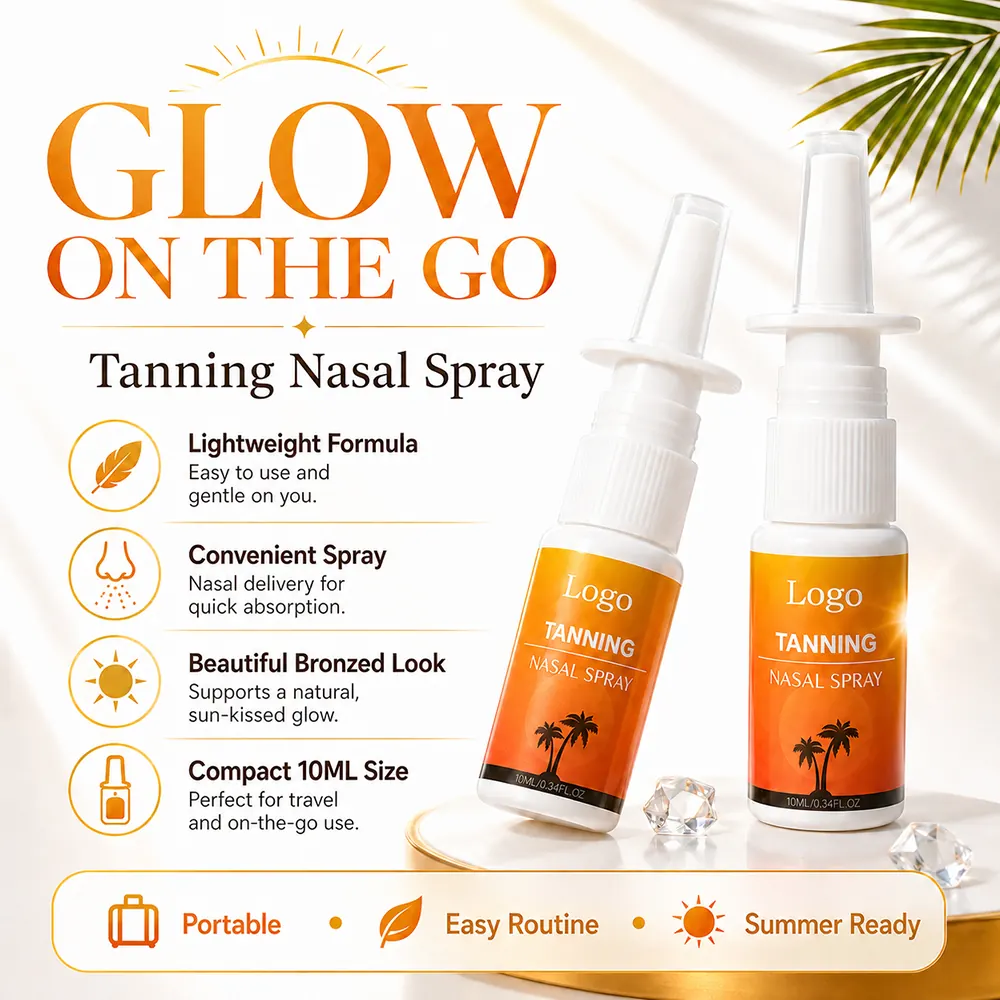 GLOW
ON THE GO
Tanning Nasal Spray
Lightweight Formula
Easy to use and
gentle on you.
Convenient Spray
Nasal delivery for
quick absorption.
Beautiful Bronzed Look
Supports a natural,
sun-kissed glow.
Compact 10ML Size
Perfect for travel
and on-the-go use.
Logo
TANNING
NASAL SPRAY
10ML/0.34FL.OZ
Logo
TANNING
NASAL SPRAY
10ML/0.34FL.OZ
Portable • Easy Routine • Summer Ready